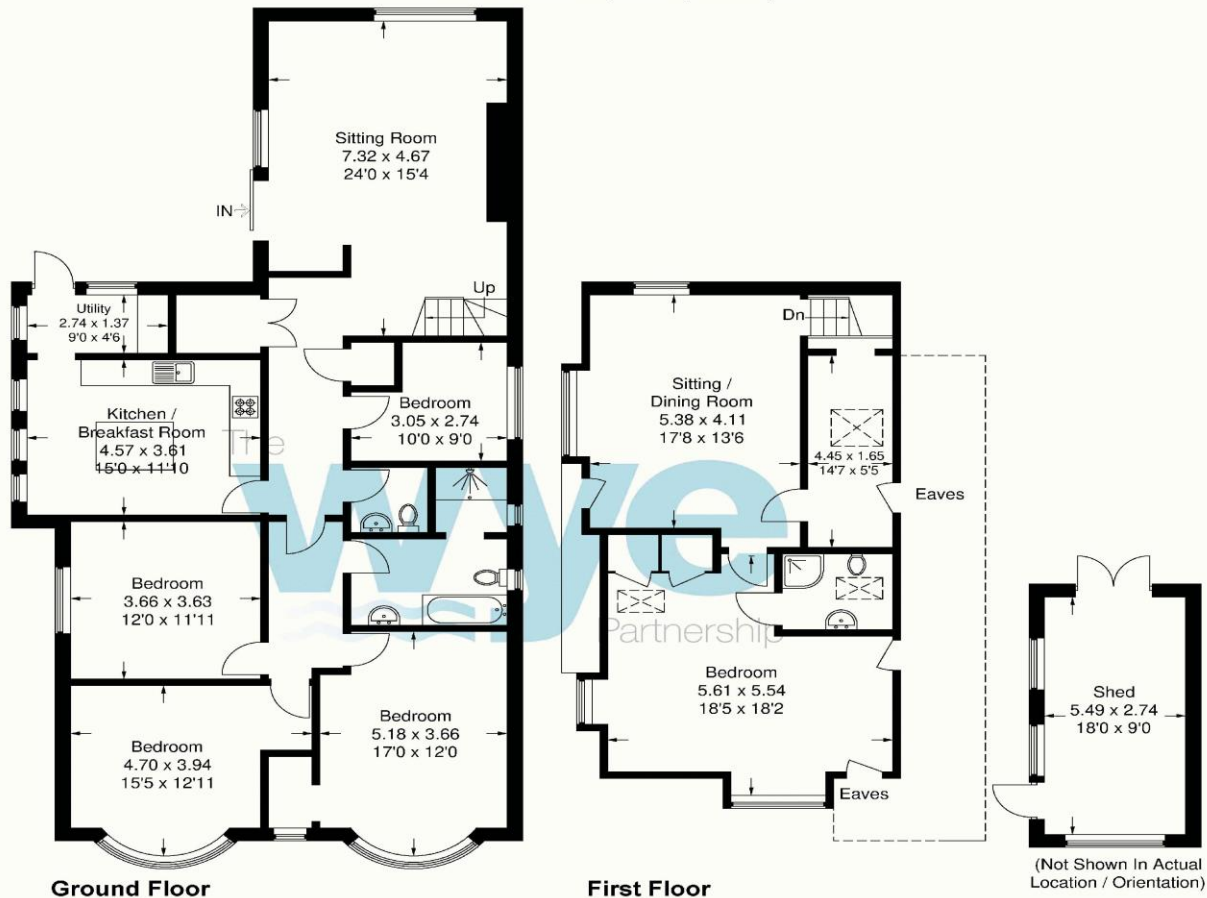 Sitting Room
7.32 x 4.67
24'0 x 15'4
IN
Up
Utility
2.74 x 1.37
9'0 x 4'6
Kitchen /
Breakfast Room
4.57 x 3.61
15'0 x 11'10
Bedroom
3.05 x 2.74
10'0 x 9'0
Bedroom
3.66 x 3.63
12'0 x 11'11
Bedroom
4.70 x 3.94
15'5 x 12'11
Bedroom
5.18 x 3.66
17'0 x 12'0
Ground Floor
The
wye
Partnership
Dn
Sitting /
Dining Room
5.38 x 4.11
17'8 x 13'6
4.45 x 1.65
14'7 x 5'5
Eaves
Bedroom
5.61 x 5.54
18'5 x 18'2
Eaves
First Floor
Shed
5.49 x 2.74
18'0 x 9'0
(Not Shown In Actual
Location / Orientation)